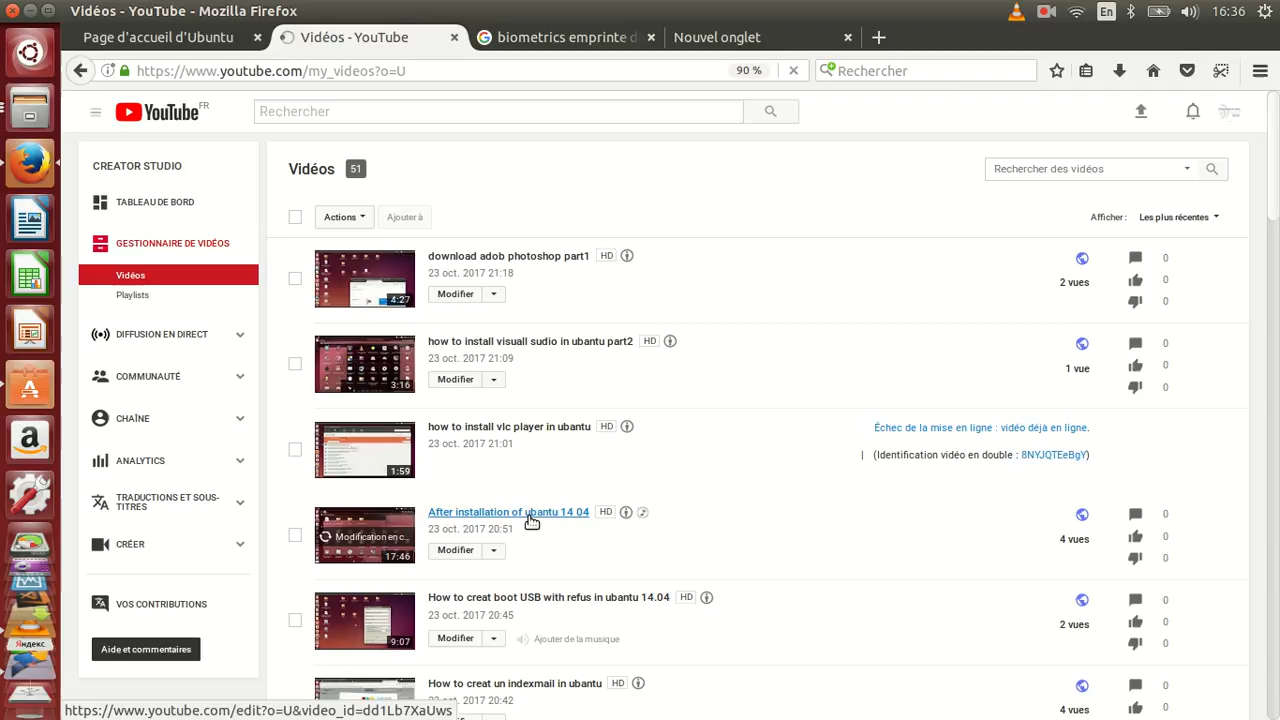 Vidéos - YouTube - Mozilla Firefox
En
16:36
Page d'accueil d'Ubuntu
Vidéos - YouTube
biometrics emprinte d
Nouvel onglet
https://www.youtube.com/my_videos?o=U
90 %
Rechercher
YouTube FR
Rechercher
CREATOR STUDIO
TABLEAU DE BORD
GESTIONNAIRE DE VIDÉOS
Vidéos
Playlists
DIFFUSION EN DIRECT
COMMUNAUTÉ
CHAÎNE
ANALYTICS
TRADUCTIONS ET SOUS-
TITRES
CRÉER
VOS CONTRIBUTIONS
Aide et commentaires
Яндекс
Vidéos 51
Rechercher des vidéos
Actions
Ajouter à
Afficher :
Les plus récentes
download adob photoshop part1 HD
23 oct. 2017 21:18
Modifier
4:27
2 vues
0
0
0
how to install visuall sudio in ubantu part2 HD
23 oct. 2017 21:09
Modifier
3:16
1 vue
0
0
0
how to install vlc player in ubantu HD
23 oct. 2017 21:01
1:59
Échec de la mise en ligne : vidéo déjà en ligne.
| (Identification vidéo en double : 8NYJQTEeBgY)
After installation of ubantu 14 04 HD
23 oct. 2017 20:51
Modification en c...
Modifier
17:46
4 vues
0
0
0
How to creat boot USB with refus in ubantu 14.04 HD
23 oct. 2017 20:45
Modifier
Ajouter de la musique
9:07
2 vues
0
0
0
How to creat un indexmail in ubantu HD
23 oct. 2017 20:42
4 vues
0
0
https://www.youtube.com/edit?o=U&video_id=dd1Lb7XaUws